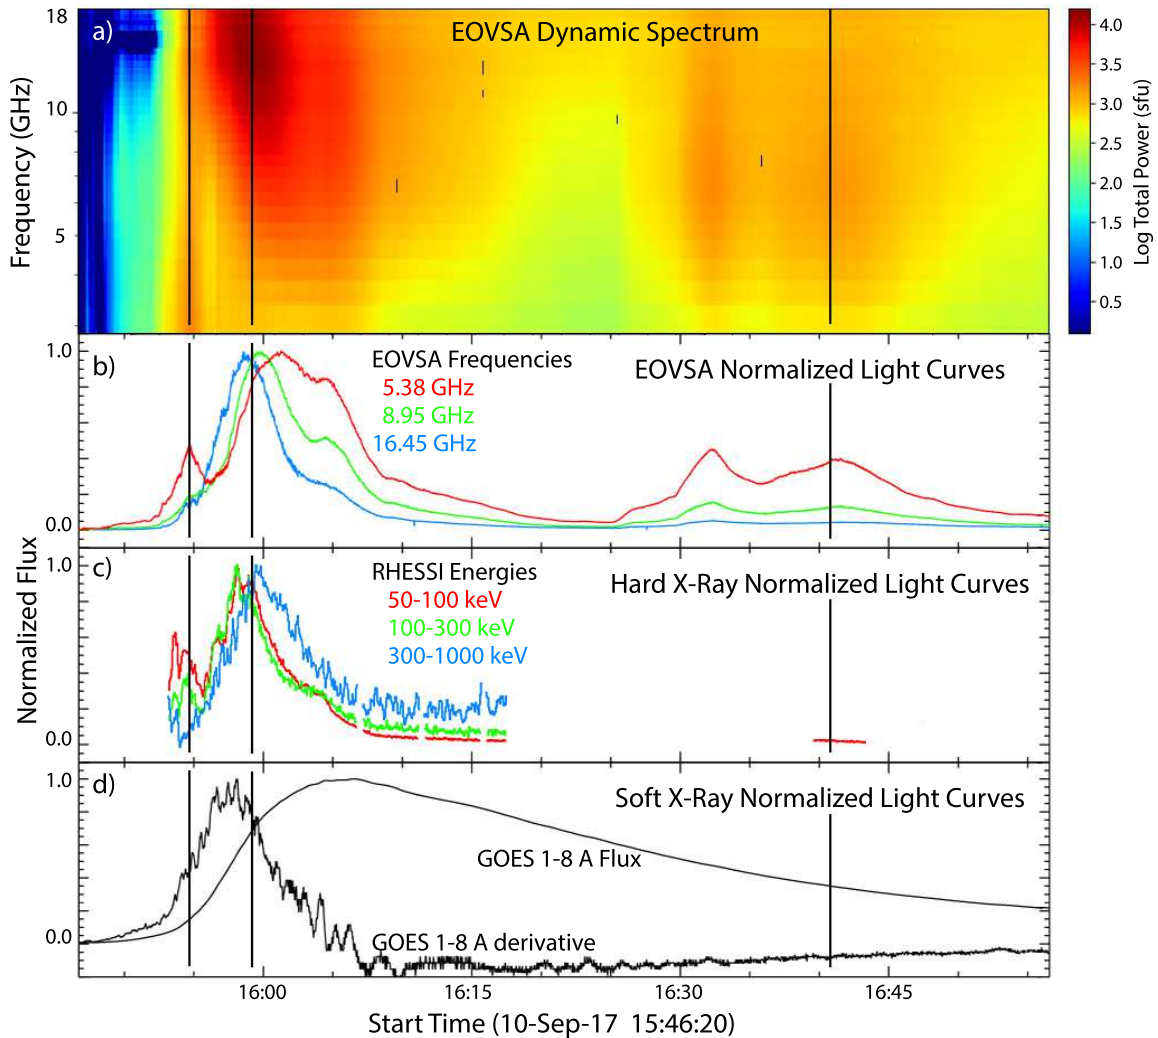 18
10
5
Frequency (GHz)
a)
EOVSA Dynamic Spectrum
4.0
3.5
3.0
2.5
2.0
1.5
1.0
0.5
Log Total Power (sfu)
Normalized Flux
1.0
0.0
b)
EOVSA Frequencies
5.38 GHz
8.95 GHz
16.45 GHz
EOVSA Normalized Light Curves
1.0
0.0
c)
RHESSI Energies
50-100 keV
100-300 keV
300-1000 keV
Hard X-Ray Normalized Light Curves
1.0
0.0
d)
Soft X-Ray Normalized Light Curves
GOES 1-8 A Flux
GOES 1-8 A derivative
16:00 16:15 16:30 16:45
Start Time (10-Sep-17 15:46:20)